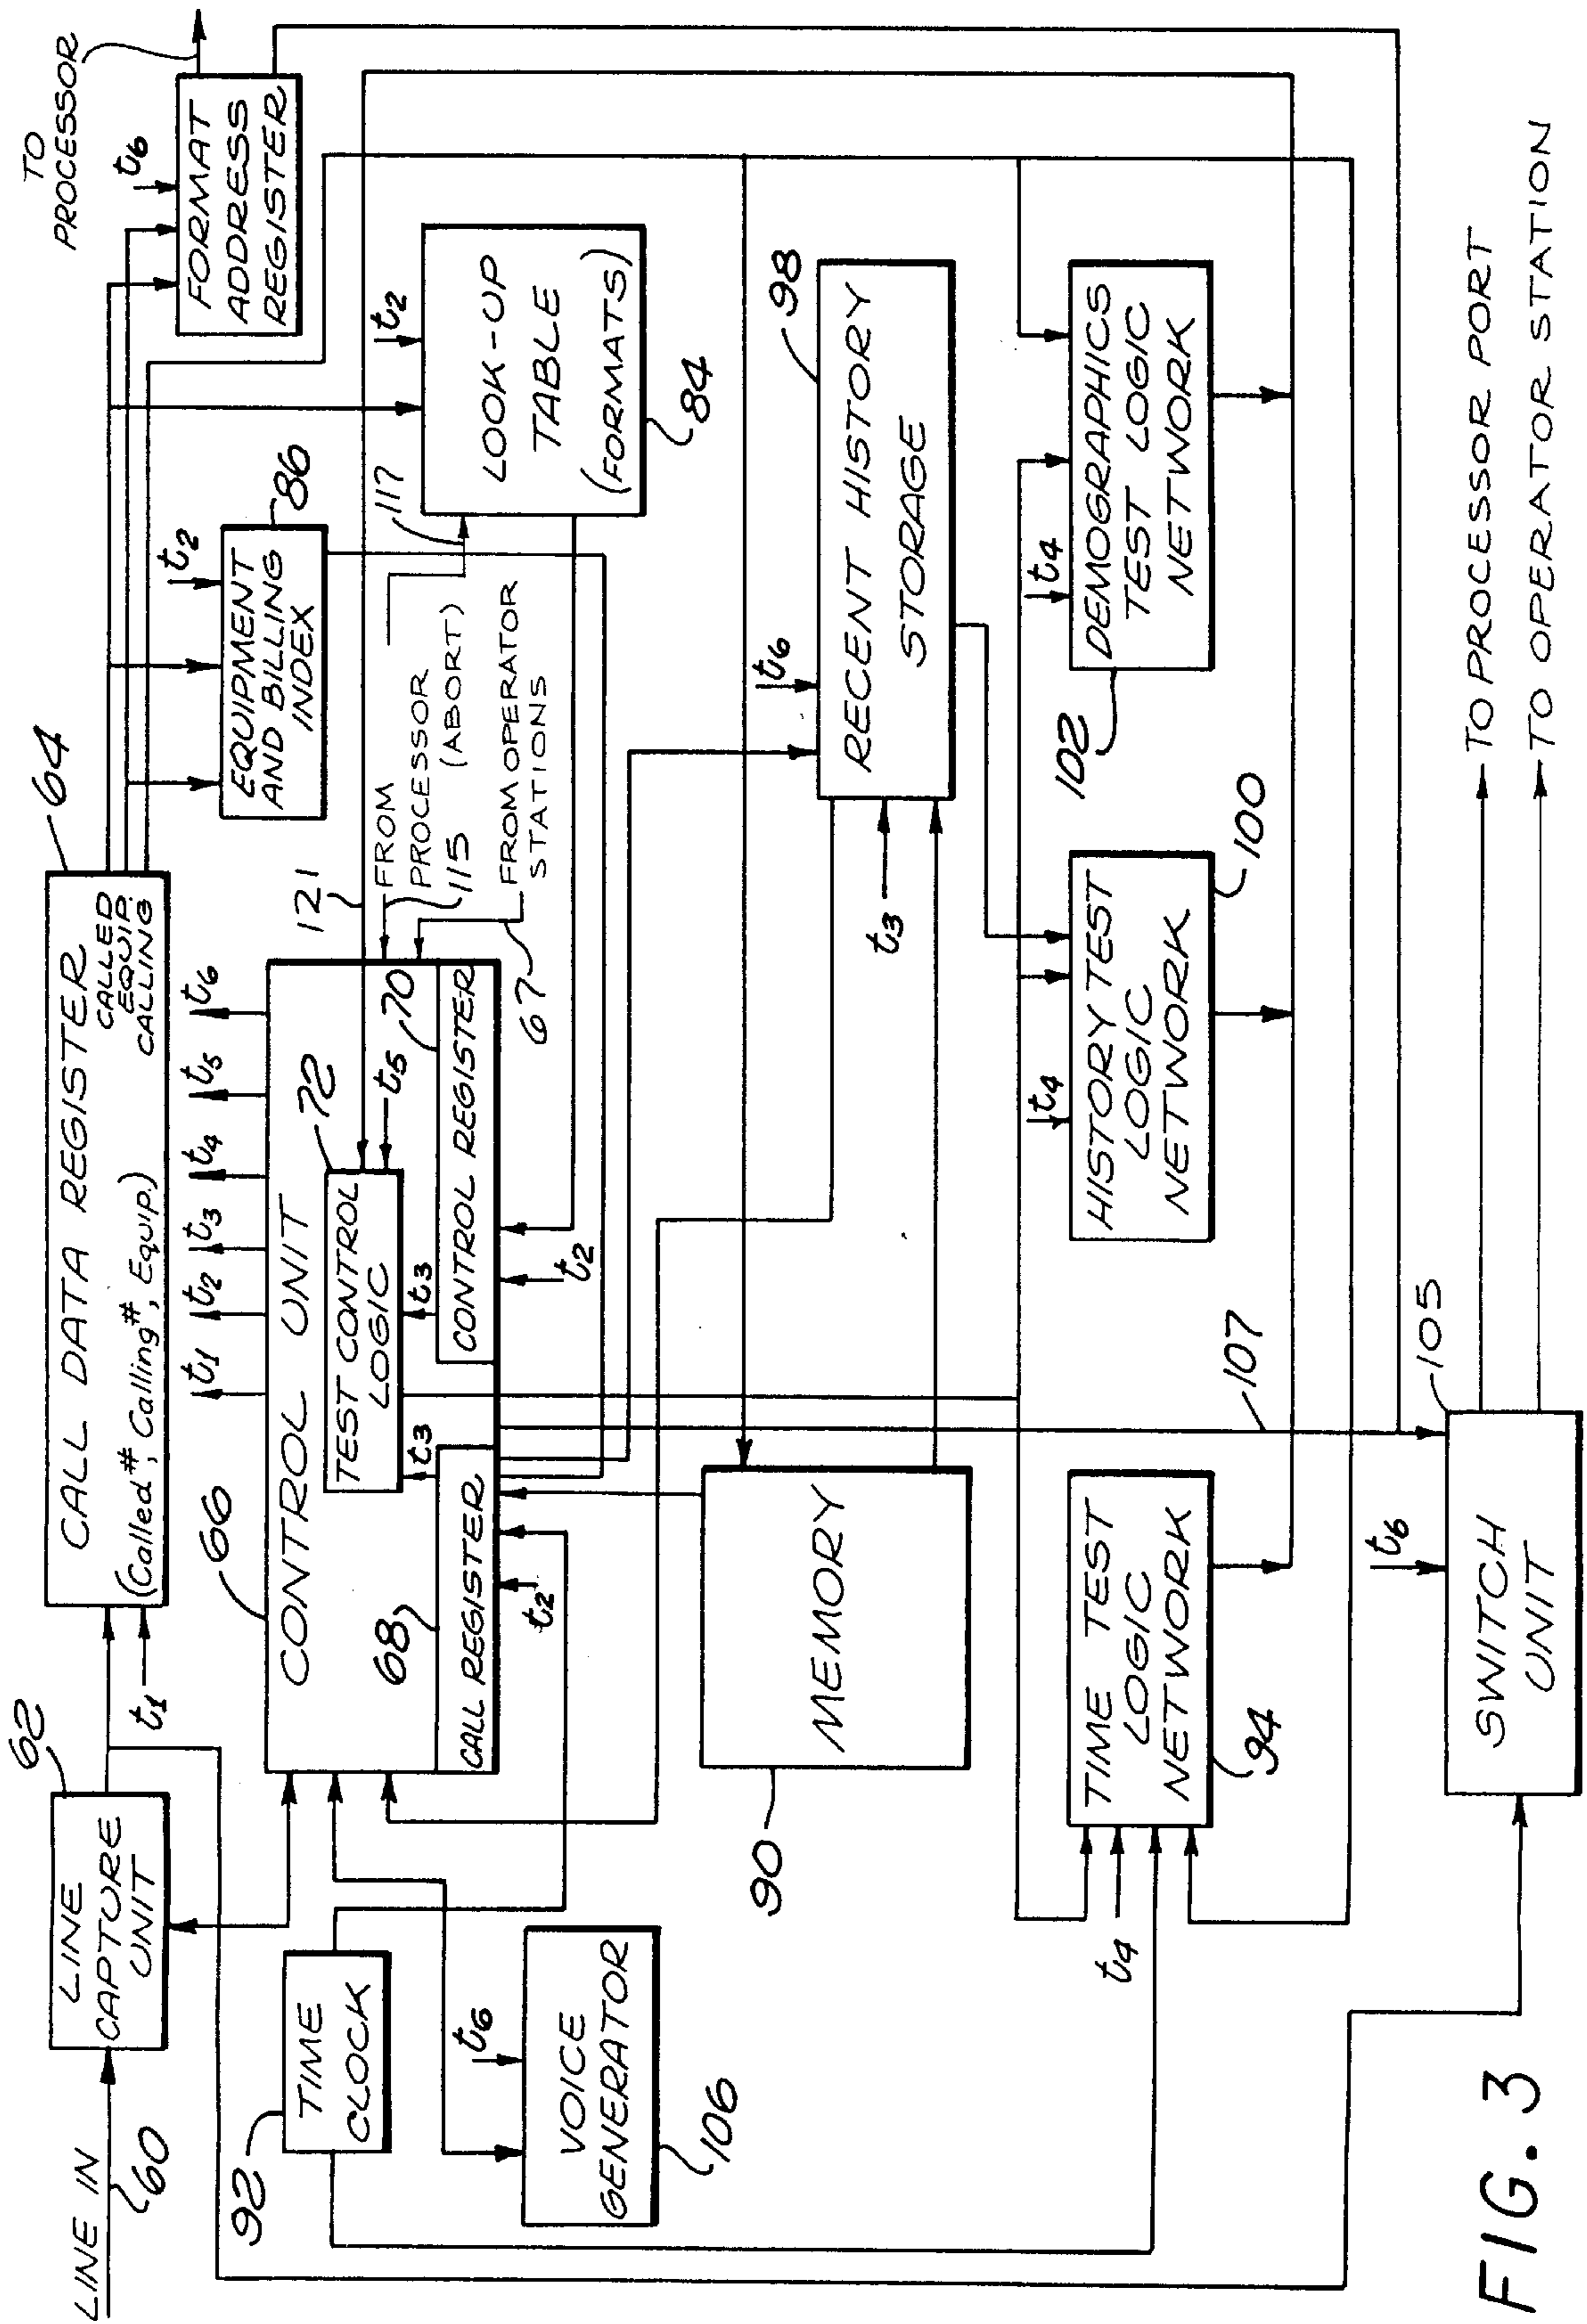 LINE IN
60
LINE
CAPTURE
UNIT
62
t1
CALL DATA REGISTER
(Called#, Calling#, Equip.)
CALLED
EQUIP.
CALLING
64
TO
PROCESSOR
t6
FORMAT
ADDRESS
REGISTER
t2
EQUIPMENT
AND BILLING
INDEX
86
t2
LOOK-UP
TABLE
(FORMATS)
84
117
t1
t2
t3
t4
t5
t6
66
CONTROL UNIT
72
TEST CONTROL
LOGIC
t5
t3
t3
70
CONTROL REGISTER
68
CALL REGISTER
t2
t2
121
FROM
PROCESSOR
115 (ABORT)
FROM OPERATOR
STATIONS
67
92
TIME
CLOCK
t6
VOICE
GENERATOR
106
MEMORY
90
t6
98
RECENT HISTORY
STORAGE
t3
TIME TEST
LOGIC
NETWORK
94
t4
t4
HISTORY TEST
LOGIC
NETWORK
100
t4
DEMOGRAPHICS
TEST LOGIC
NETWORK
102
107
105
t6
SWITCH
UNIT
TO PROCESSOR PORT
TO OPERATOR STATION
FIG. 3